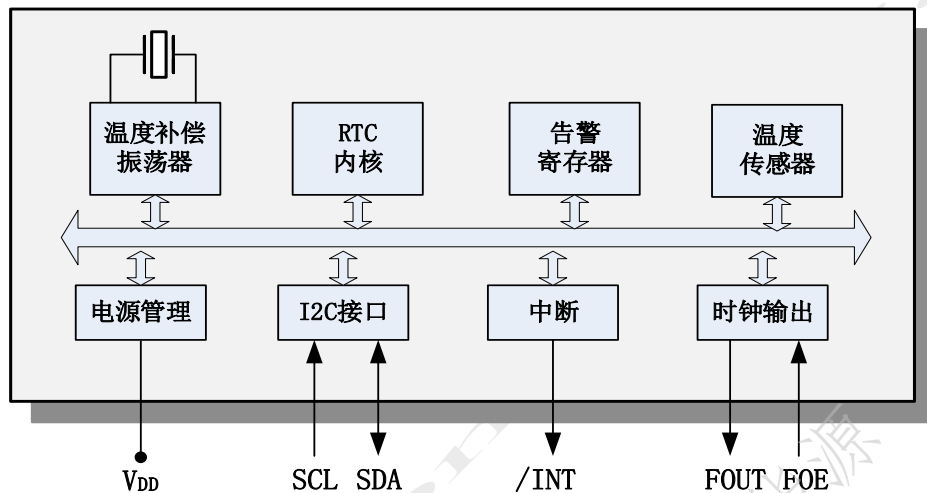 温度补偿
振荡器
RTC
内核
告警
寄存器
温度
传感器
电源管理
I2C接口
中断
时钟输出
VDD
SCL
SDA
/INT
FOUT
FOE
源